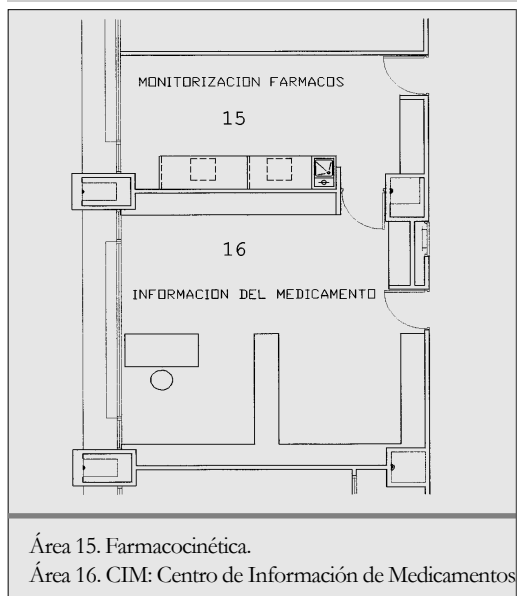 MONITORIZACION FARMACOS
15
16
INFORMACION DEL MEDICAMENTO
Área 15. Farmacocinética.
Área 16. CIM: Centro de Información de Medicamentos